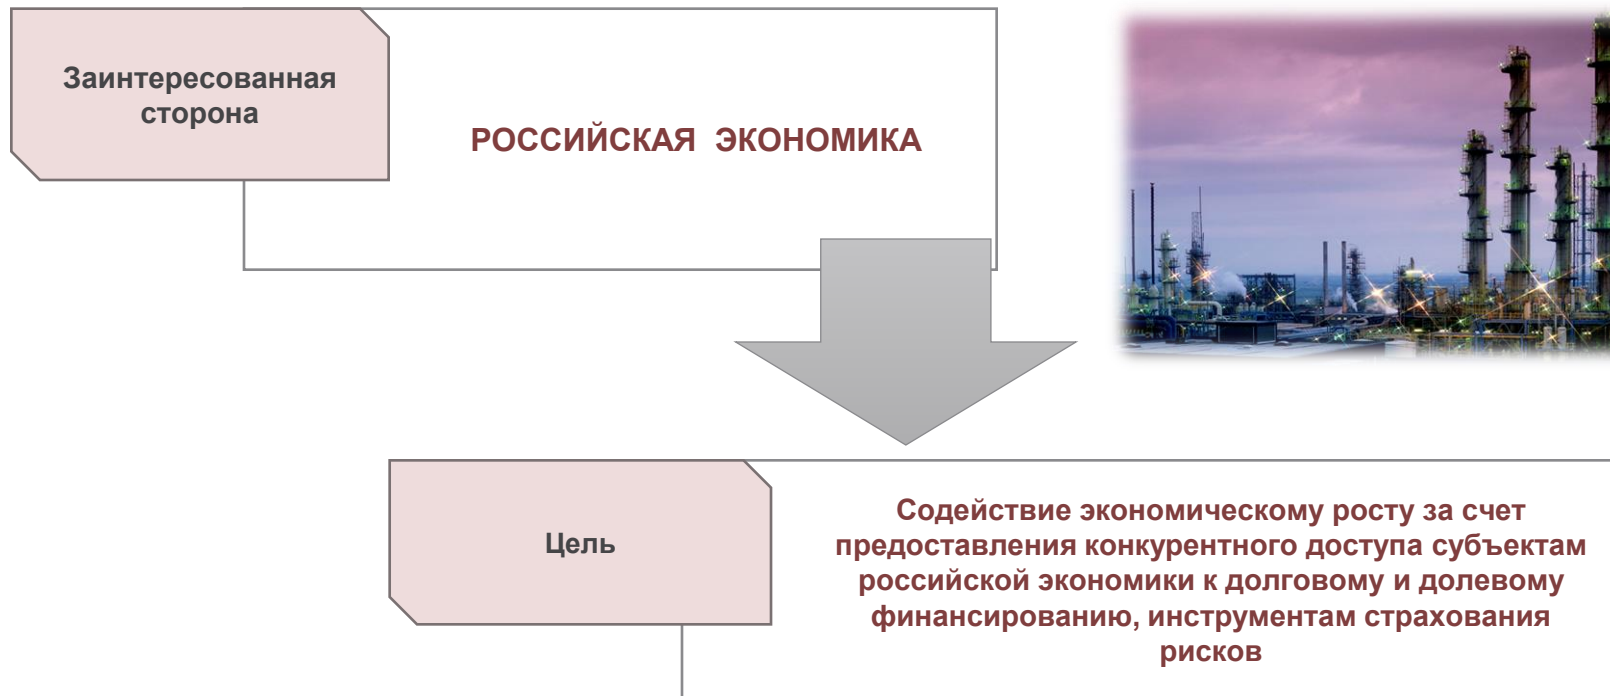 Заинтересованная
сторона
РОССИЙСКАЯ ЭКОНОМИКА
Цель
Содействие экономическому росту за счет
предоставления конкурентного доступа субъектам
российской экономики к долговому и долевому
финансированию, инструментам страхования
рисков